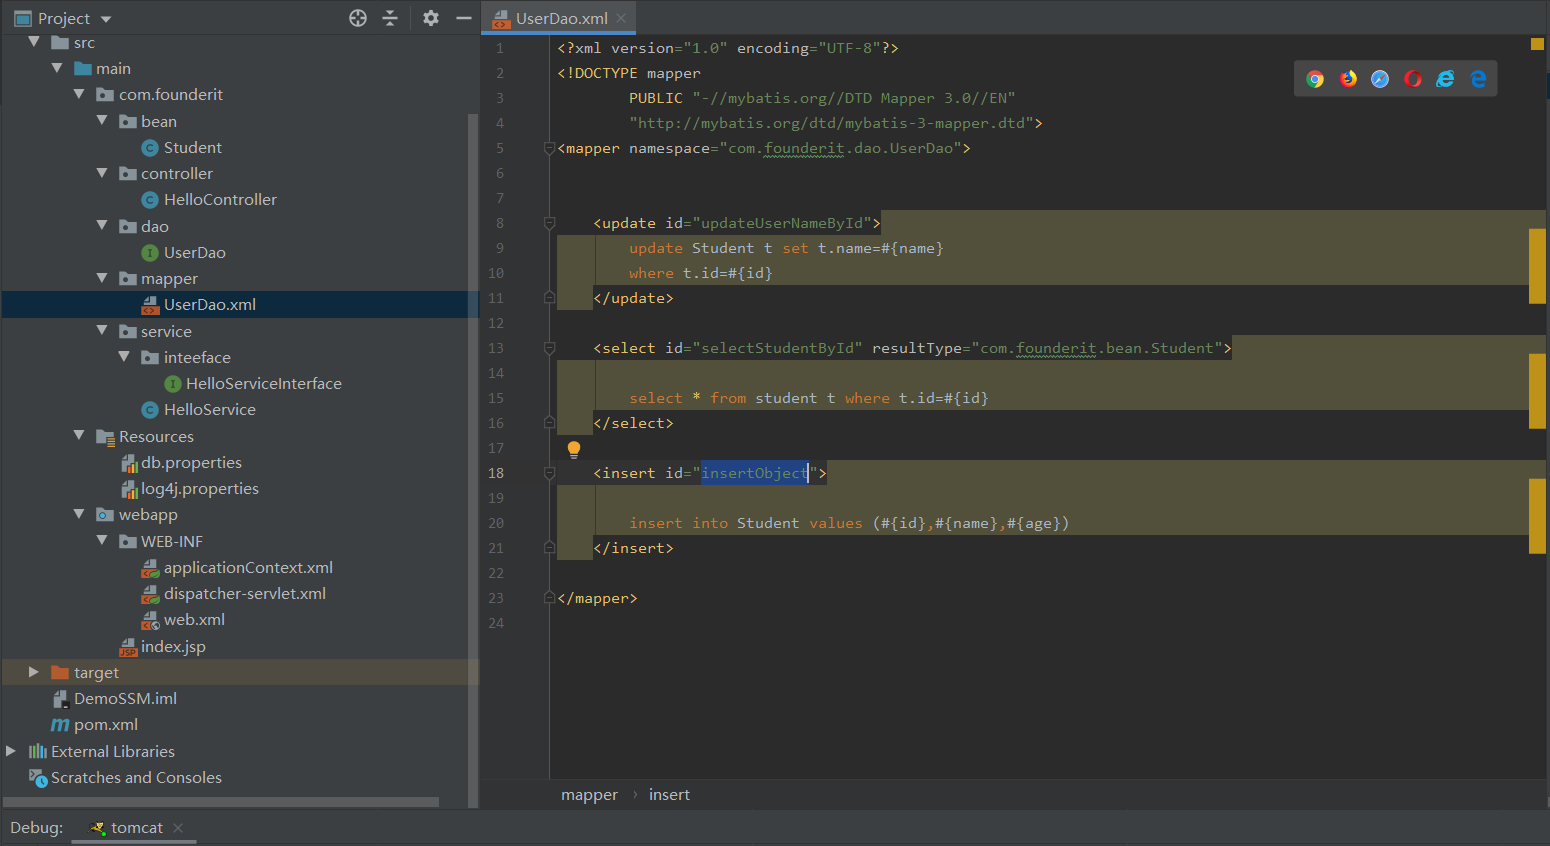 Project
src
main
com.founderit
bean
Student
controller
HelloController
dao
UserDao
mapper
UserDao.xml
service
inteeface
HelloServiceInterface
HelloService
Resources
db.properties
log4j.properties
webapp
WEB-INF
applicationContext.xml
dispatcher-servlet.xml
web.xml
JSP index.jsp
target
DemoSSM.iml
m pom.xml
External Libraries
Scratches and Consoles
UserDao.xml
1 <?xml version="1.0" encoding="UTF-8"?>
2 <!DOCTYPE mapper
3 PUBLIC "-//mybatis.org//DTD Mapper 3.0//EN"
4 "http://mybatis.org/dtd/mybatis-3-mapper.dtd">
5 <mapper namespace="com.founderit.dao.UserDao">
6
7
8 <update id="updateUserNameById">
9 update Student t set t.name=#{name}
10 where t.id=#{id}
11 </update>
12
13 <select id="selectStudentById" resultType="com.founderit.bean.Student">
14
15 select * from student t where t.id=#{id}
16 </select>
17
18 <insert id="insertObject">
19
20 insert into Student values (#{id},#{name},#{age})
21 </insert>
22
23 </mapper>
24
mapper › insert
Debug: tomcat